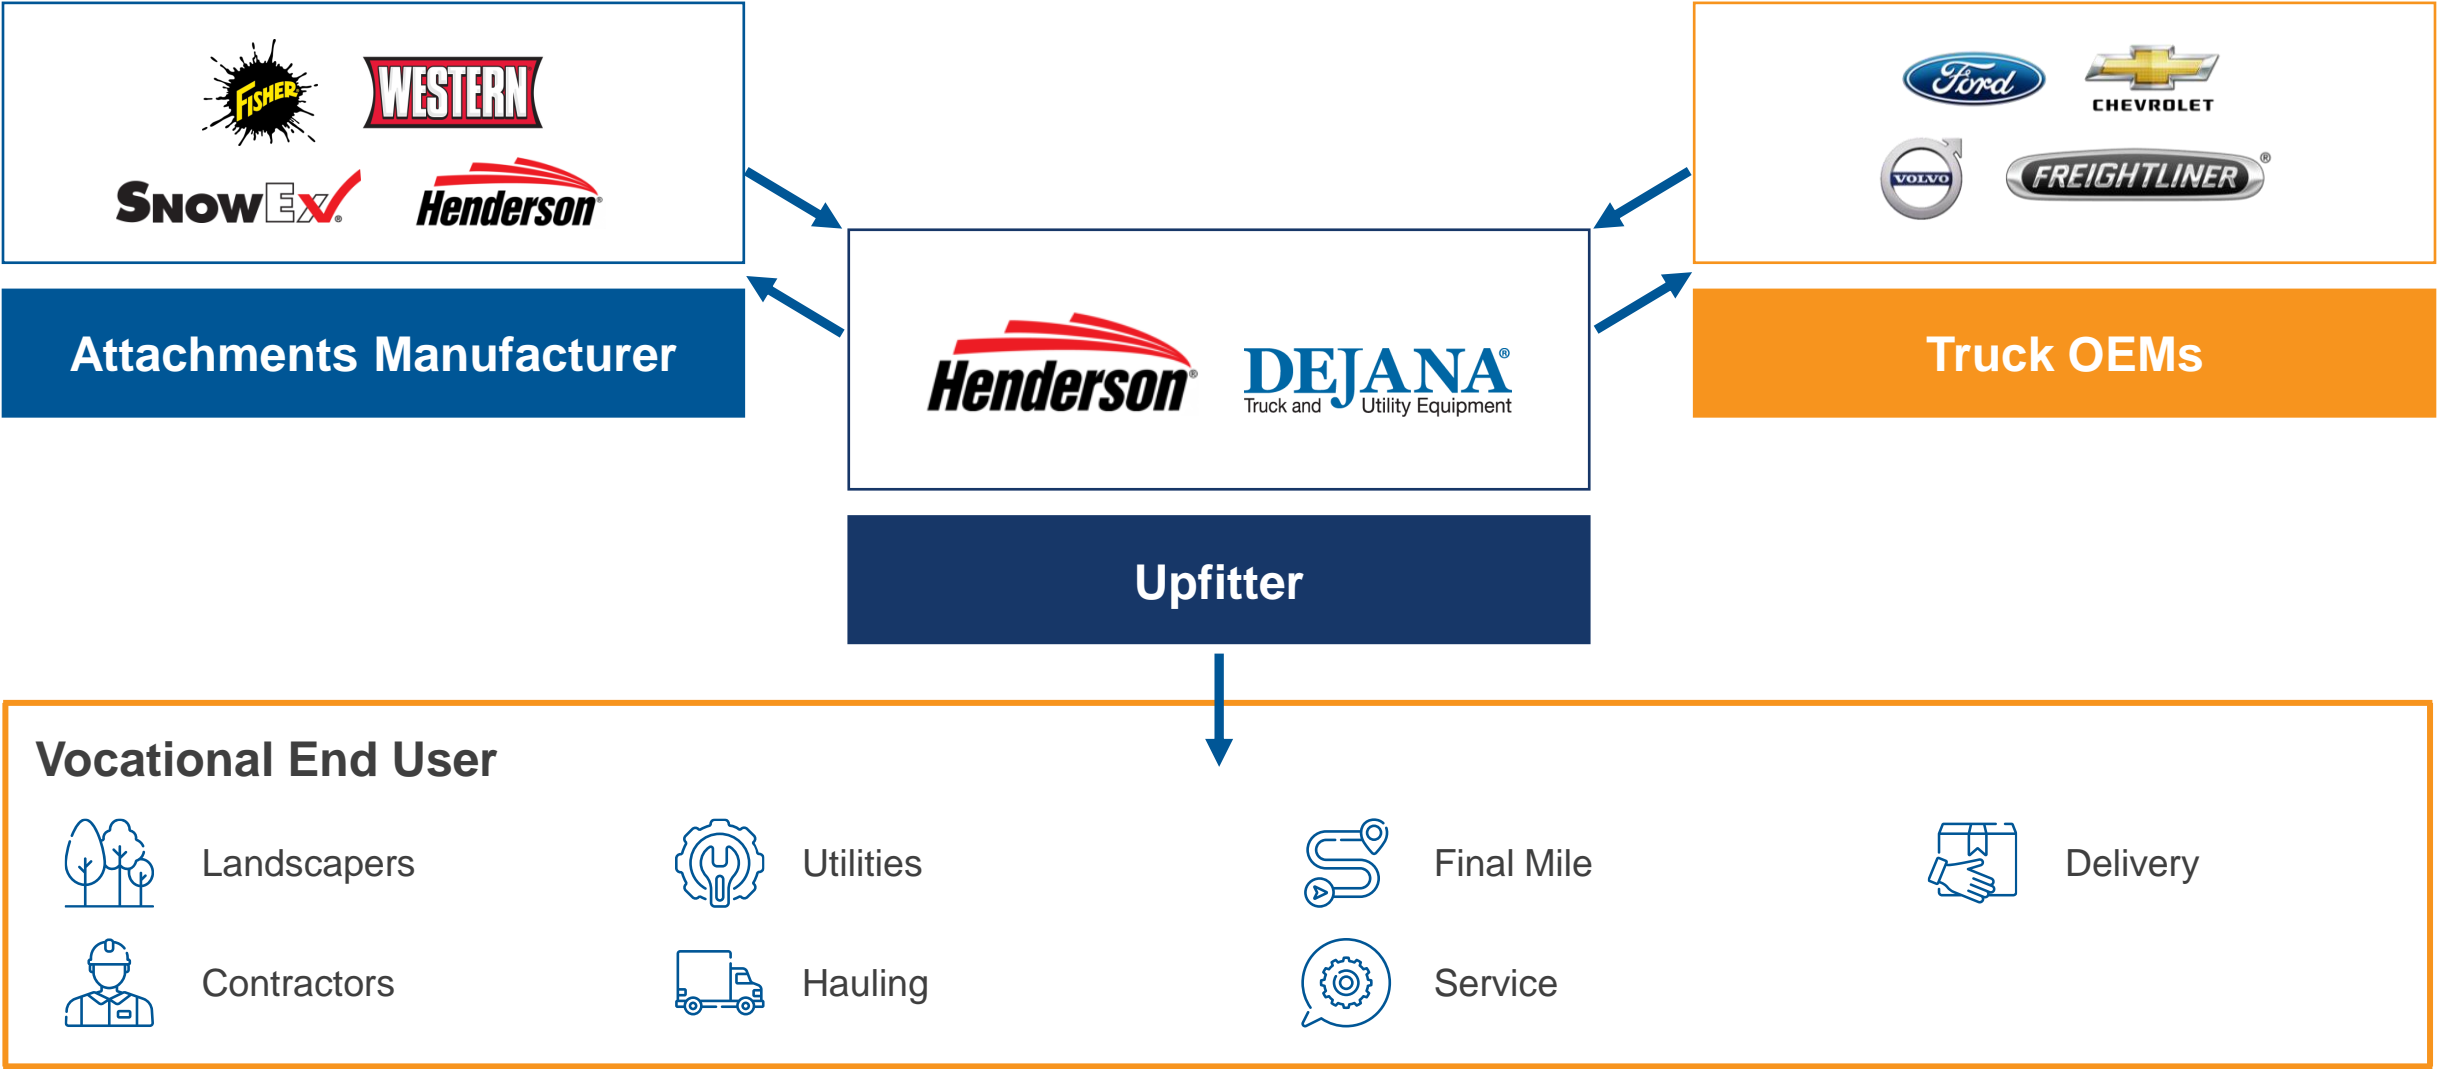 FISHER
WESTERN
SNOWEX®
Henderson®
Attachments Manufacturer
Ford
CHEVROLET
VOLVO
FREIGHTLINER®
Truck OEMs
Henderson®
DEJANA®
Truck and Utility Equipment
Upfitter
Vocational End User
Landscapers
Utilities
Final Mile
Delivery
Contractors
Hauling
Service